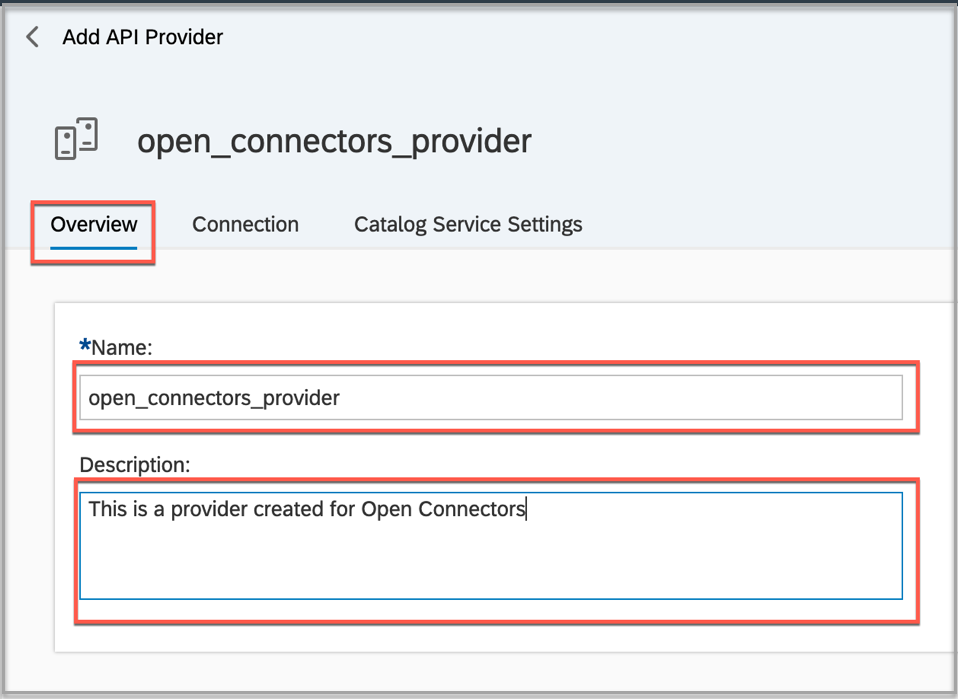 Add API Provider
open_connectors_provider
Overview Connection Catalog Service Settings
*Name:
open_connectors_provider
Description:
This is a provider created for Open Connectors